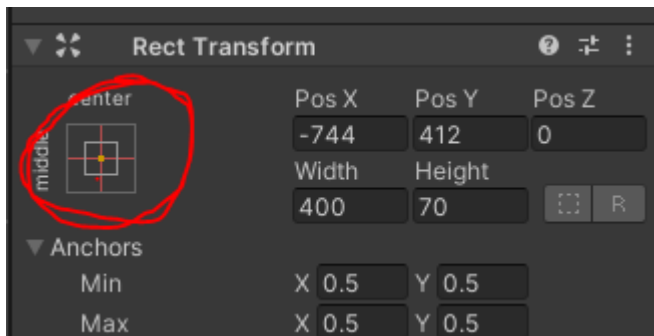 Rect Transform
center
Pos X Pos Y Pos Z
middle
-744 412 0
Width Height
400 70 R
Anchors
Min X 0.5 Y 0.5
Max X 0.5 Y 0.5